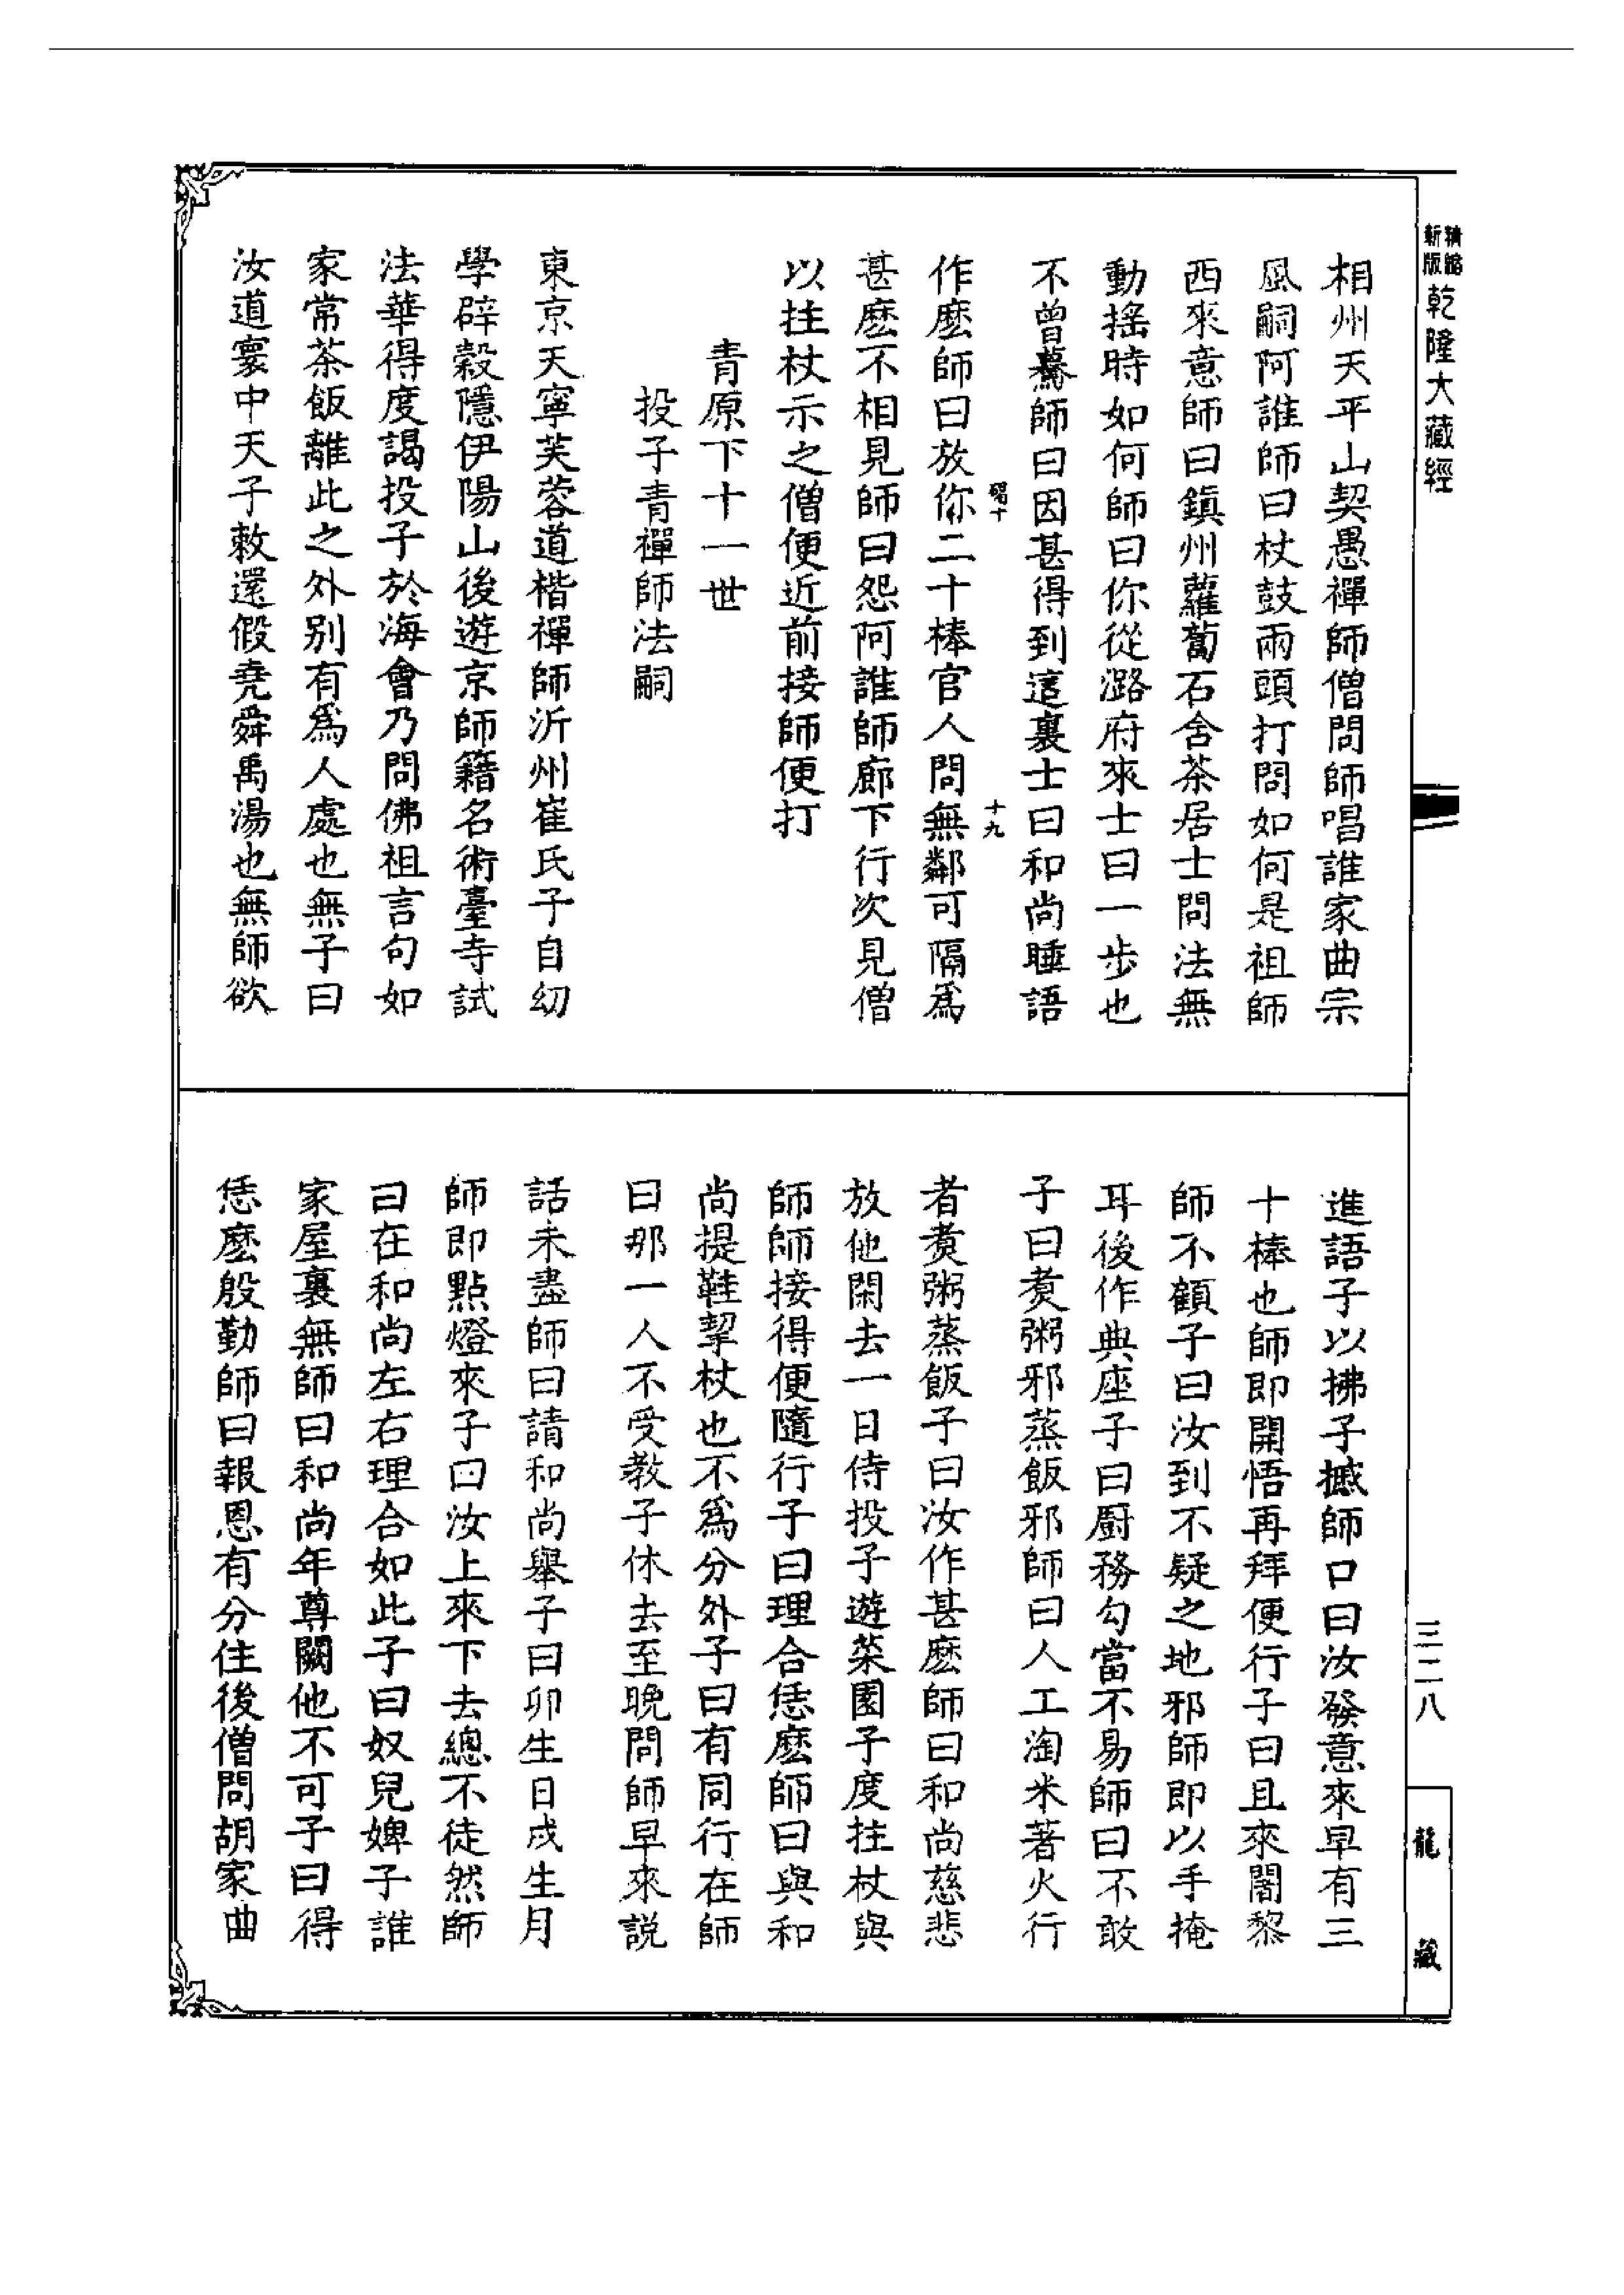 精縮新版乾隆大藏經
相州天平山契愚禪師僧問師唱誰家曲宗
風嗣阿誰師曰杖鼓兩頭打問如何是祖師
西來意師曰鎮州蘿蔔石舍茶居士問法無
動搖時如何師曰你從潞府來士曰一步也
不曾驀師曰因甚得到這裏士曰和尚睡語
十九
作麽師曰放你二十棒官人問無鄰可隔爲
甚麽不相見師曰怨阿誰師廊下行次見僧
以拄杖示之僧便近前接師便打
青原下十一世
投子青禪師法嗣
東京天寧芙蓉道楷禪師沂州崔氏子自幼
學辟穀隱伊陽山後遊京師籍名術臺寺試
法華得度謁投子於海會乃問佛祖言句如
家常茶飯離此之外别有爲人處也無子曰
汝道寰中天子敕還假堯舜禹湯也無師欲
進語子以拂子摵師口曰汝發意來早有三
十棒也師即開悟再拜便行子曰且來闍黎
師不顧子曰汝到不疑之地邪師即以手掩
耳後作典座子曰厨務勾當不易師曰不敢
子曰煑粥邪蒸飯邪師曰人工淘米著火行
者煑粥蒸飯子曰汝作甚麽師曰和尚慈悲
放他閑去一日侍投子遊菜園子度拄杖與
師師接得便隨行子曰理合恁麽師曰與和
尚提鞋挈杖也不爲分外子曰有同行在師
曰那一人不受教子休去至晚問師早來説
話未盡師曰請和尚舉子曰卯生日戌生月
師即點燈來子曰汝上來下去總不徒然師
曰在和尚左右理合如此子曰奴兒婢子誰
家屋裏無師曰和尚年尊闕他不可子曰得
恁麽殷勤師曰報恩有分住後僧問胡家曲
三二八
龍藏